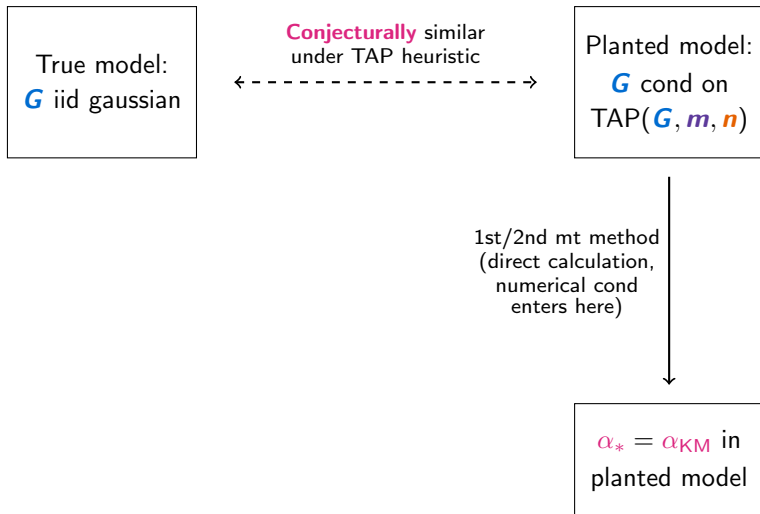 True model:
G iid gaussian
Conjecturally similar
under TAP heuristic
Planted model:
G cond on
TAP(G, m, n)
1st/2nd mt method
(direct calculation,
numerical cond
enters here)
α∗ = αKM in
planted model